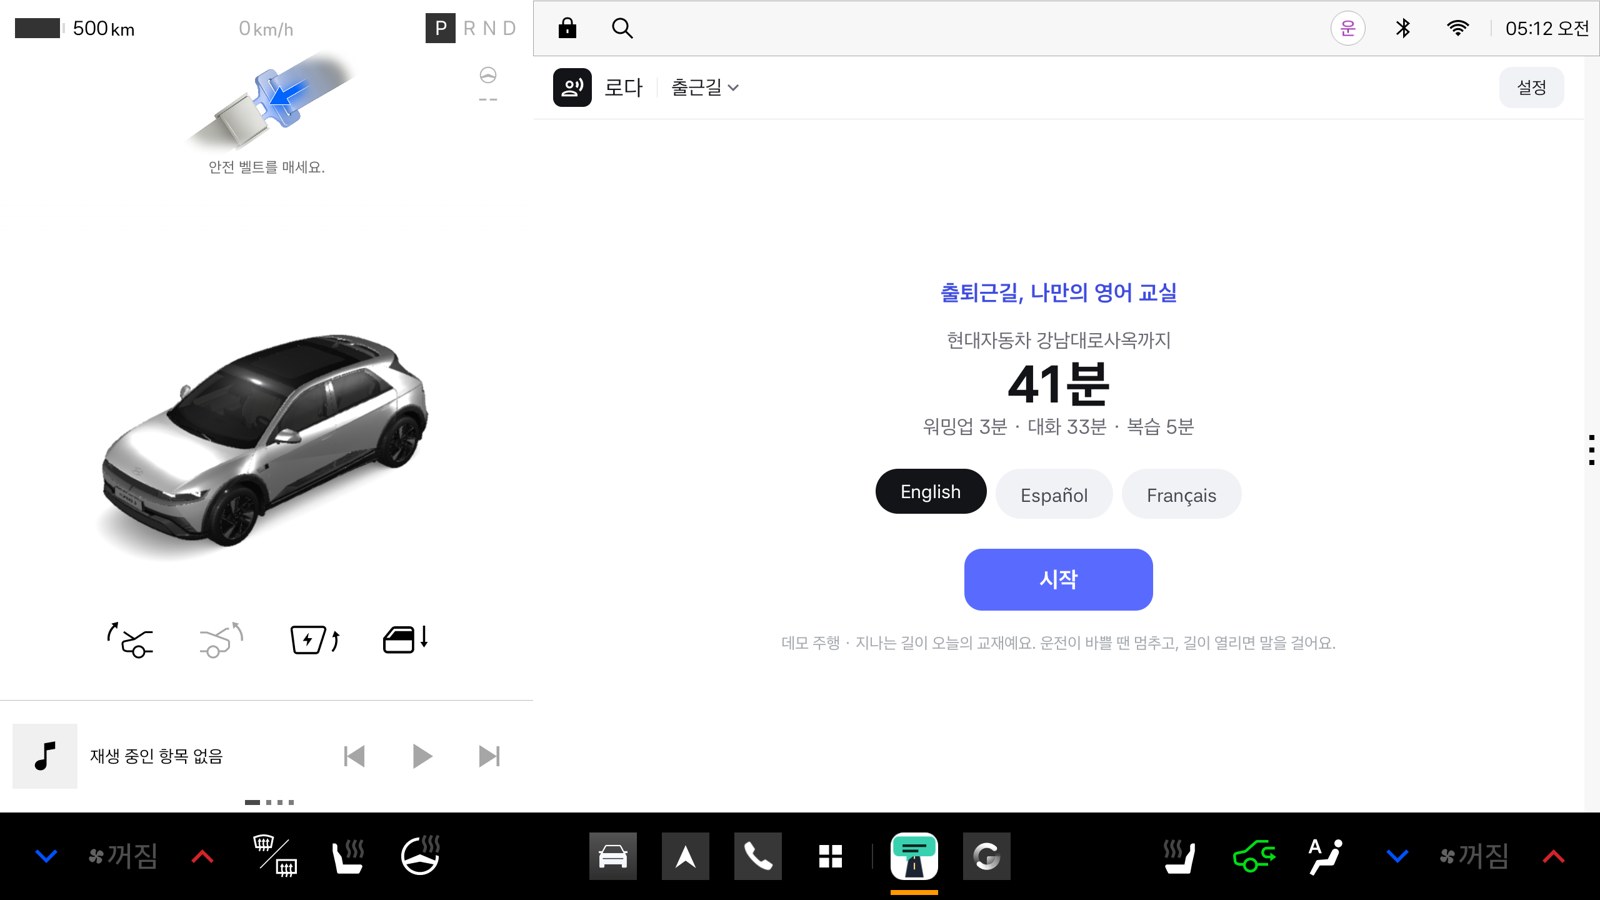 500 km
0 km/h
P R N D
운
05:12 오전
안전 벨트를 매세요.
로다
출근길
설정
출퇴근길, 나만의 영어 교실
현대자동차 강남대로사옥까지
41분
워밍업 3분 · 대화 33분 · 복습 5분
English
Español
Français
시작
데모 주행 · 지나는 길이 오늘의 교재예요. 운전이 바쁠 땐 멈추고, 길이 열리면 말을 걸어요.
재생 중인 항목 없음
꺼짐
G
A
꺼짐